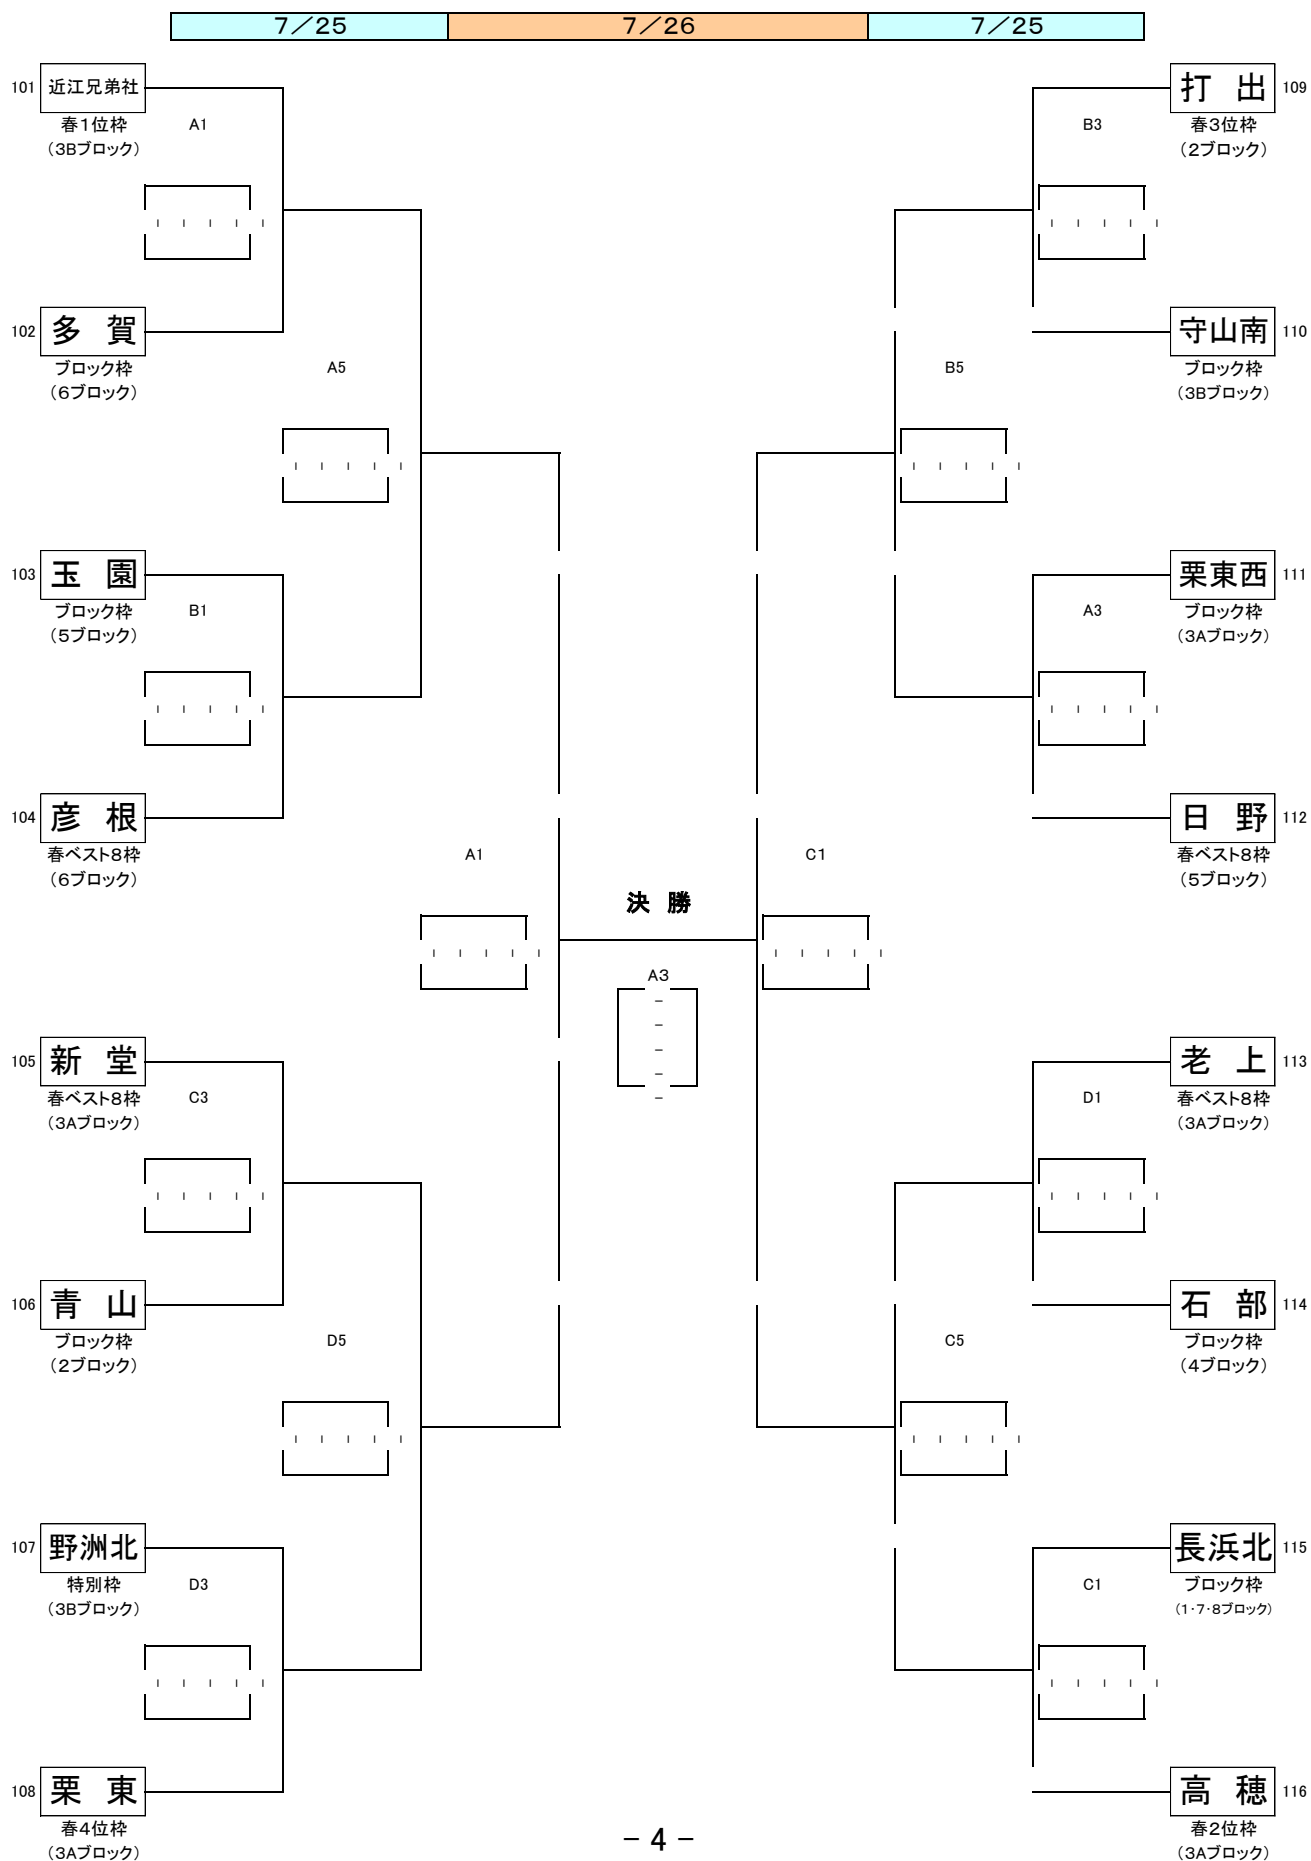 7／25
7／26
7／25
101
近江兄弟社
春1位枠
（3Bブロック）
A1
102
多　賀
ブロック枠
（6ブロック）
A5
103
玉　園
ブロック枠
（5ブロック）
B1
104
彦　根
春ベスト8枠
（6ブロック）
A1
105
新　堂
春ベスト8枠
（3Aブロック）
C3
106
青　山
ブロック枠
（2ブロック）
D5
107
野洲北
特別枠
（3Bブロック）
D3
108
栗　東
春4位枠
（3Aブロック）
決　勝
A3
－
－
－
－
－
打　出
109
春3位枠
（2ブロック）
B3
守山南
110
ブロック枠
（3Bブロック）
B5
栗東西
111
ブロック枠
（3Aブロック）
A3
日　野
112
春ベスト8枠
（5ブロック）
C1
老　上
113
春ベスト8枠
（3Aブロック）
D1
石　部
114
ブロック枠
（4ブロック）
C5
長浜北
115
ブロック枠
（1・7・8ブロック）
C1
高　穂
116
春2位枠
（3Aブロック）
－ 4 －